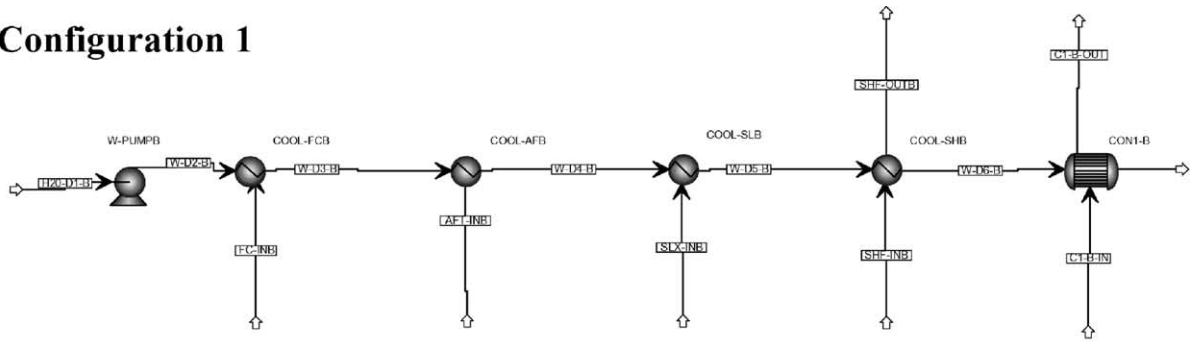 Configuration 1
W-PUMPB
COOL-FCB
COOL-AFB
COOL-SLB
COOL-SHB
CON1-B
H20-D1-B
W-D2-B
W-D3-B
W-D4-B
W-D5-B
W-D6-B
SHF-OUTB
C1-B-OUT
FC-INB
AFT-INB
SLX-INB
SHF-INB
C1-B-IN